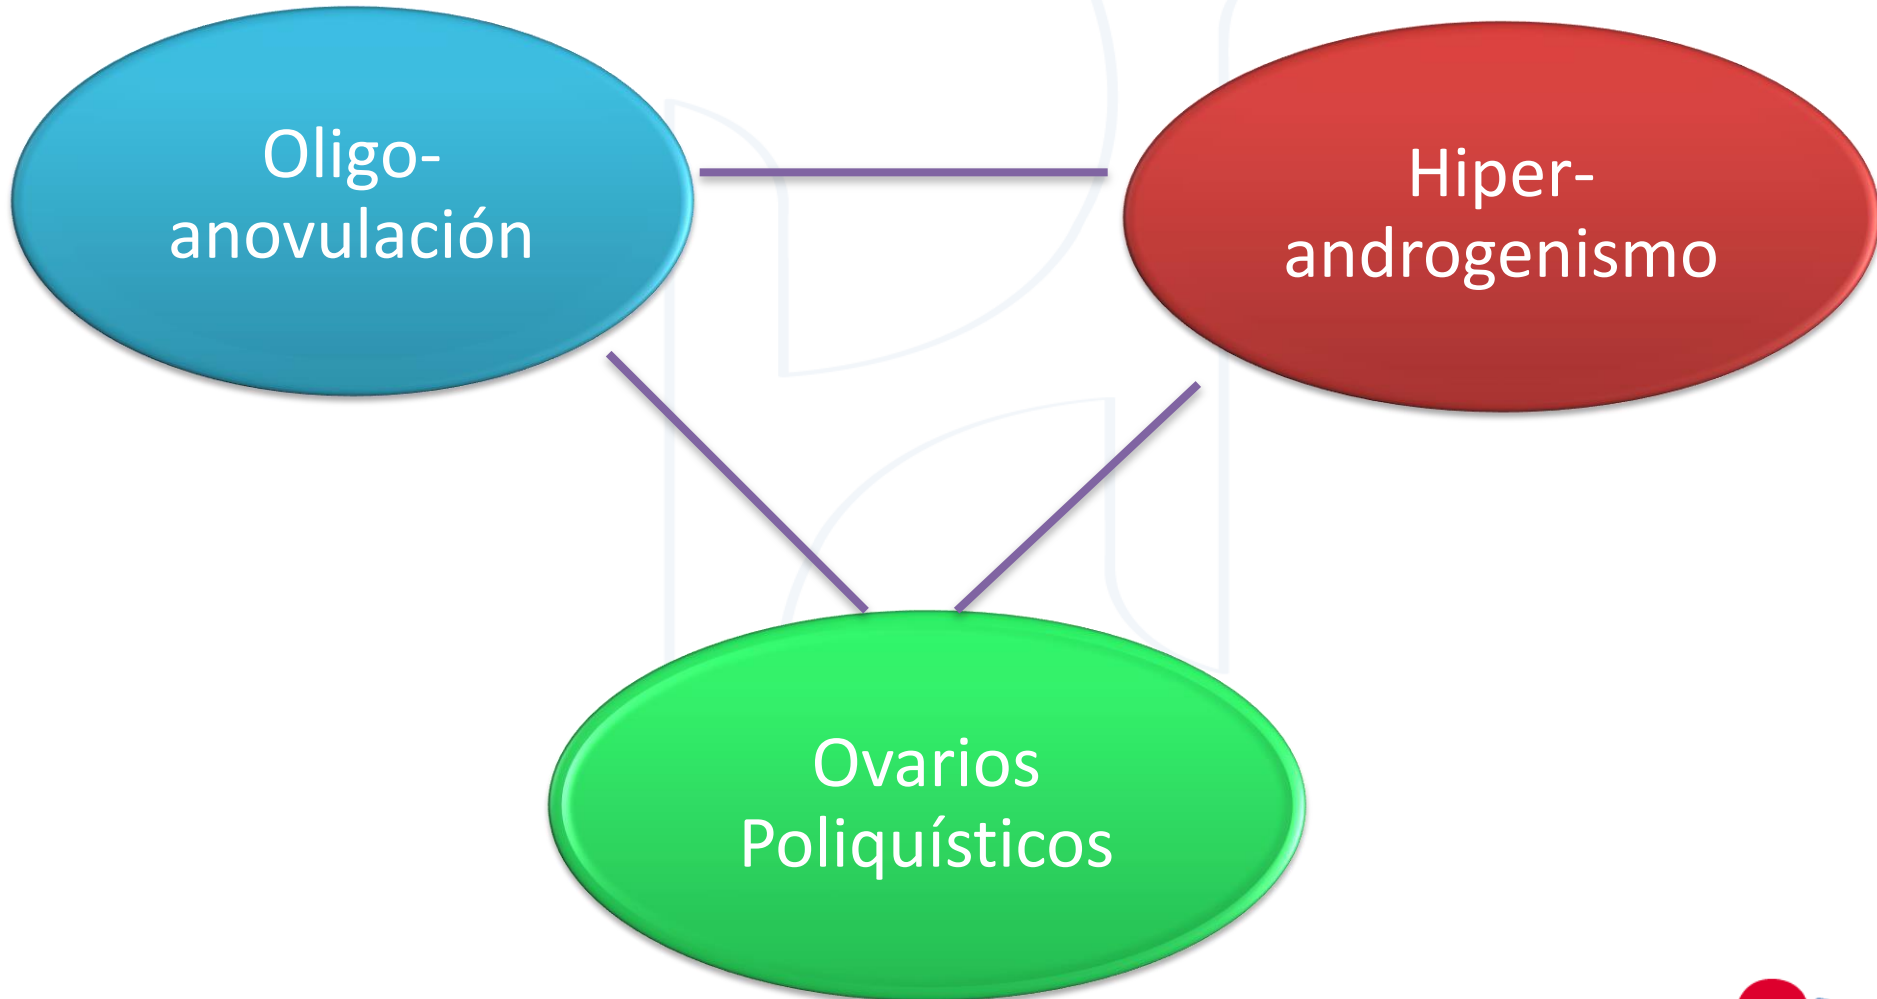 Oligo-
anovulación
Hiper-
androgenismo
Ovarios
Poliquísticos